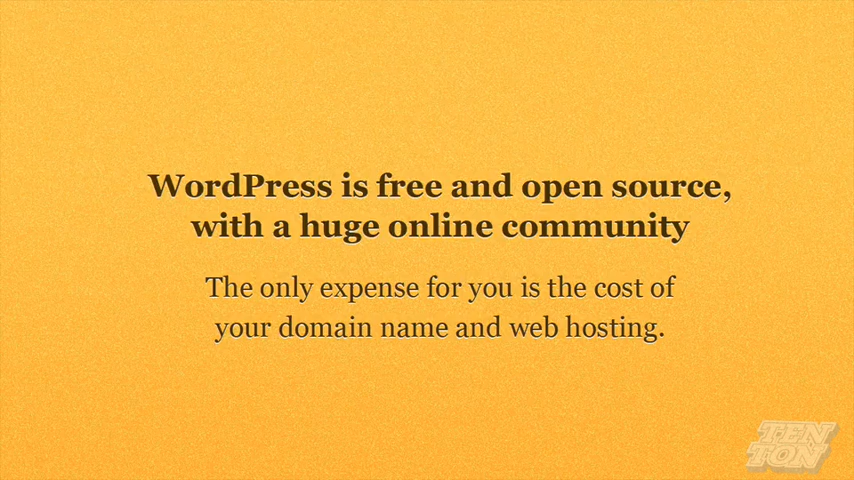 WordPress is free and open source,
with a huge online community
The only expense for you is the cost of
your domain name and web hosting.
TEN
TON